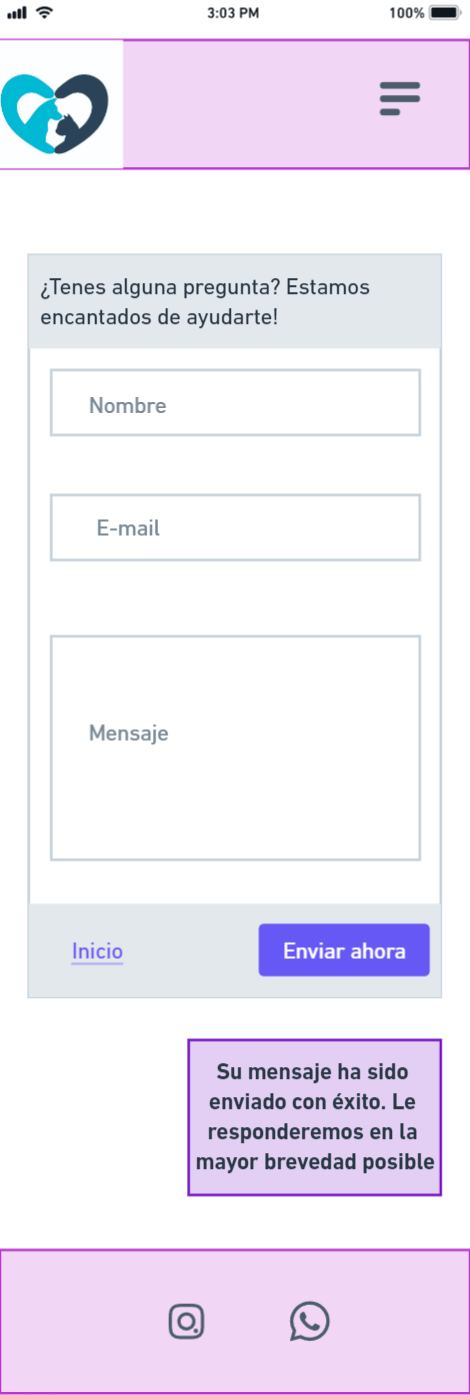 3:03 PM
100%
¿Tenes alguna pregunta? Estamos
encantados de ayudarte!
Nombre
E-mail
Mensaje
Inicio
Enviar ahora
Su mensaje ha sido
enviado con éxito. Le
responderemos en la
mayor brevedad posible